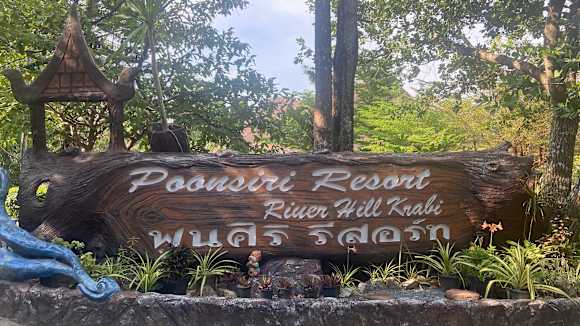 Poonsiri Resort
River Hill Krabi
พูนศิริ รีสอร์ท